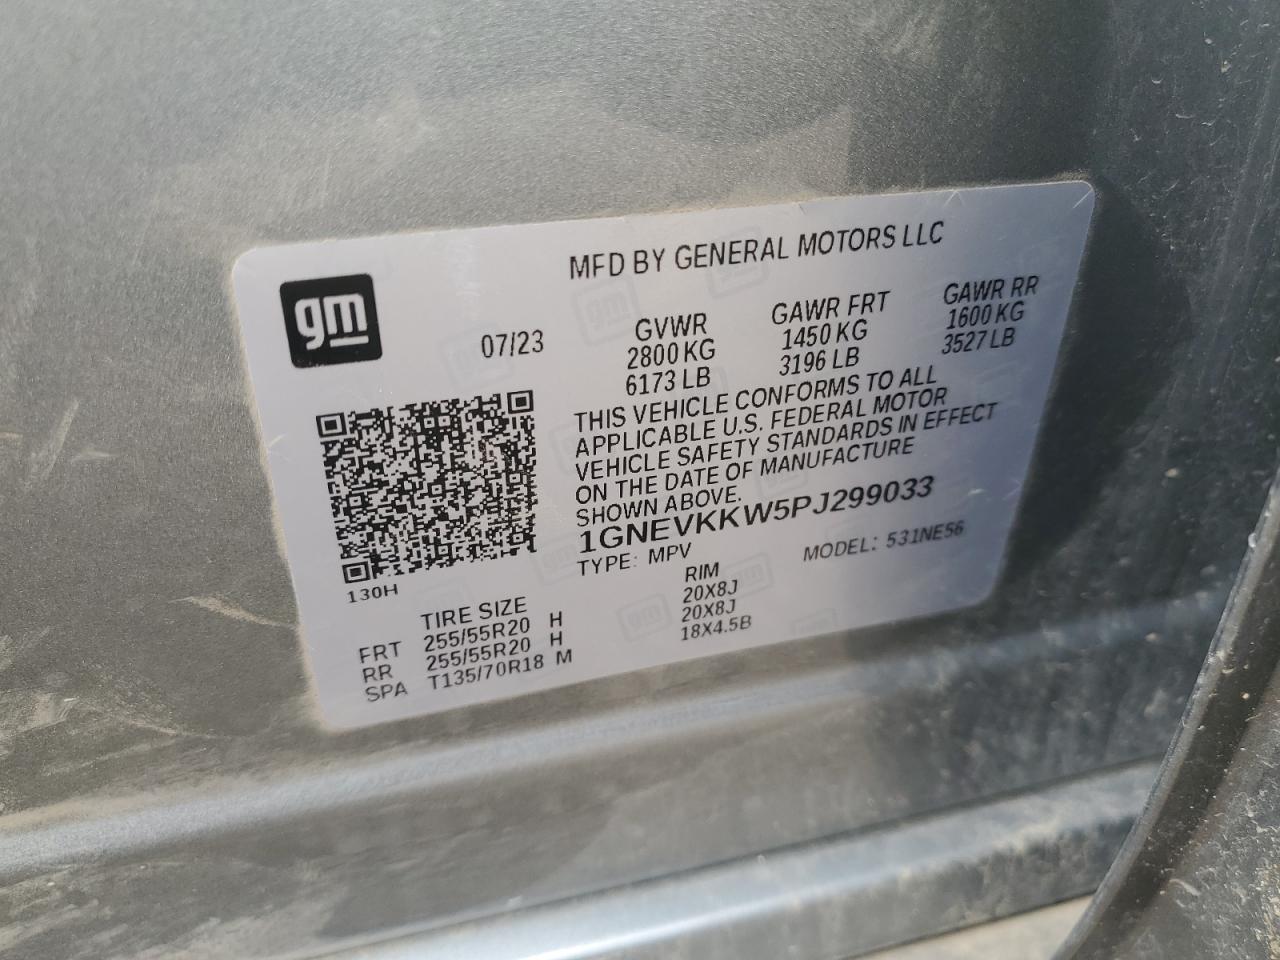 gm
MFD BY GENERAL MOTORS LLC
07/23
GVWR GAWR FRT GAWR RR
2800 KG 1450 KG 1600 KG
6173 LB 3196 LB 3527 LB
THIS VEHICLE CONFORMS TO ALL
APPLICABLE U.S. FEDERAL MOTOR
VEHICLE SAFETY STANDARDS IN EFFECT
ON THE DATE OF MANUFACTURE
SHOWN ABOVE.
1GNEVKKW5PJ299033
TYPE: MPV MODEL: 531NE56
130H
TIRE SIZE RIM
FRT 255/55R20 H 20X8J
RR 255/55R20 H 20X8J
SPA T135/70R18 M 18X4.5B